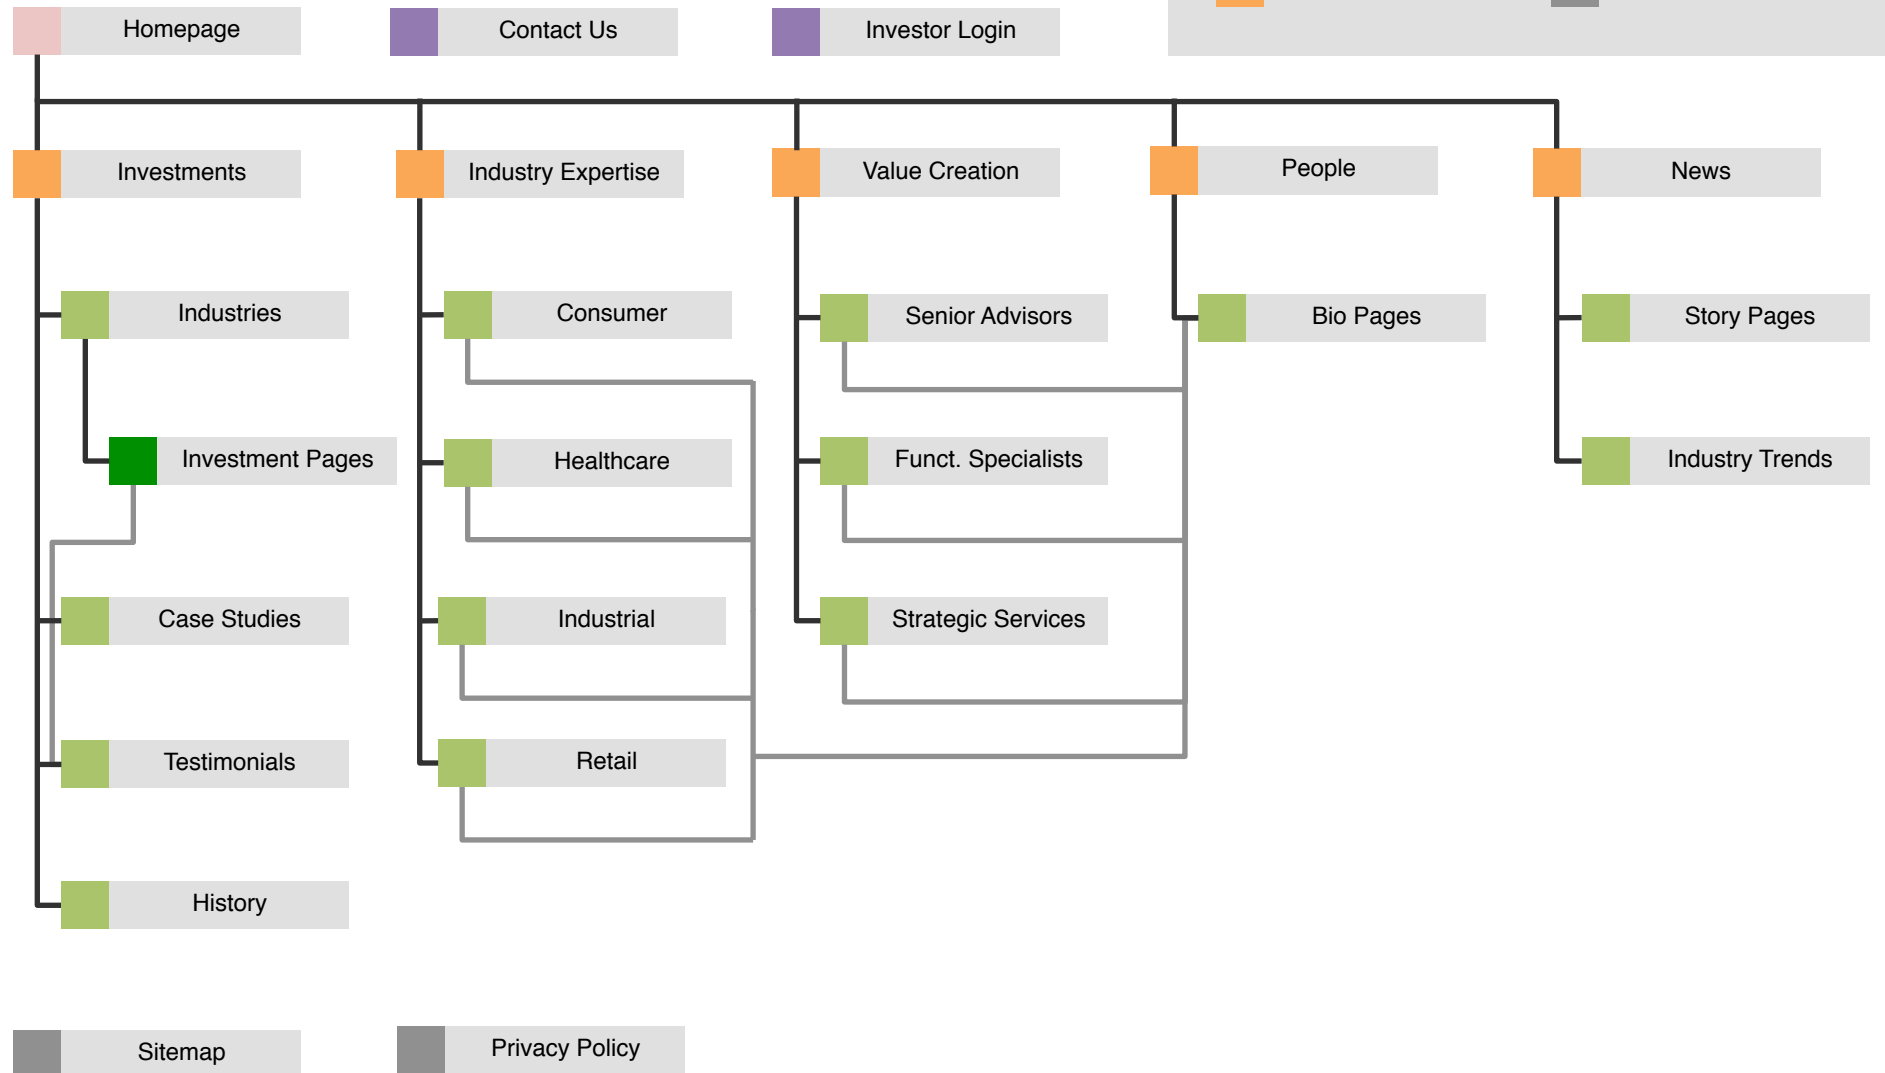 Homepage
Contact Us
Investor Login
Investments
Industry Expertise
Value Creation
People
News
Industries
Consumer
Senior Advisors
Bio Pages
Story Pages
Investment Pages
Healthcare
Funct. Specialists
Industry Trends
Case Studies
Industrial
Strategic Services
Testimonials
Retail
History
Sitemap
Privacy Policy